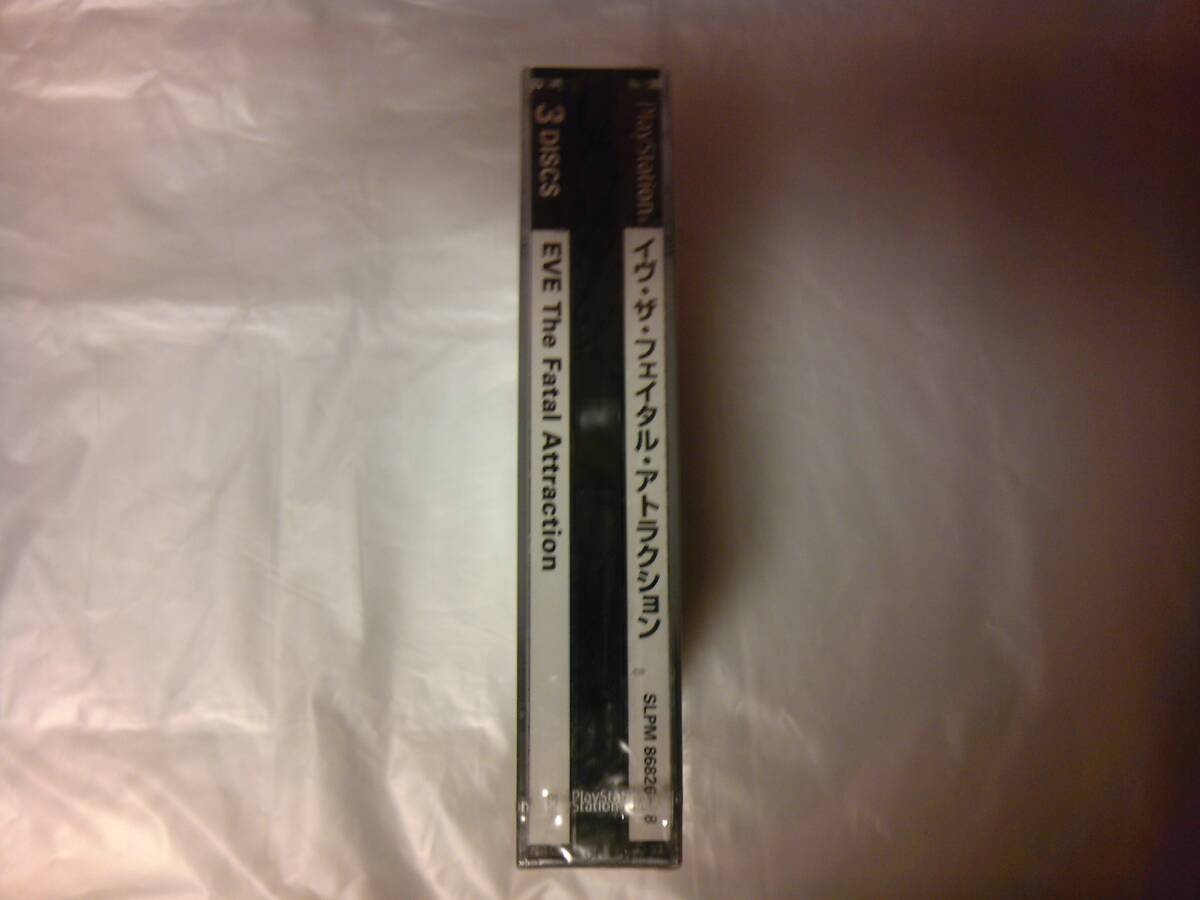 PlayStation
イヴ・ザ・フェイタル・アトラクション
SLPM 86826~8
3 DISCS
EVE The Fatal Attraction
PlayStation